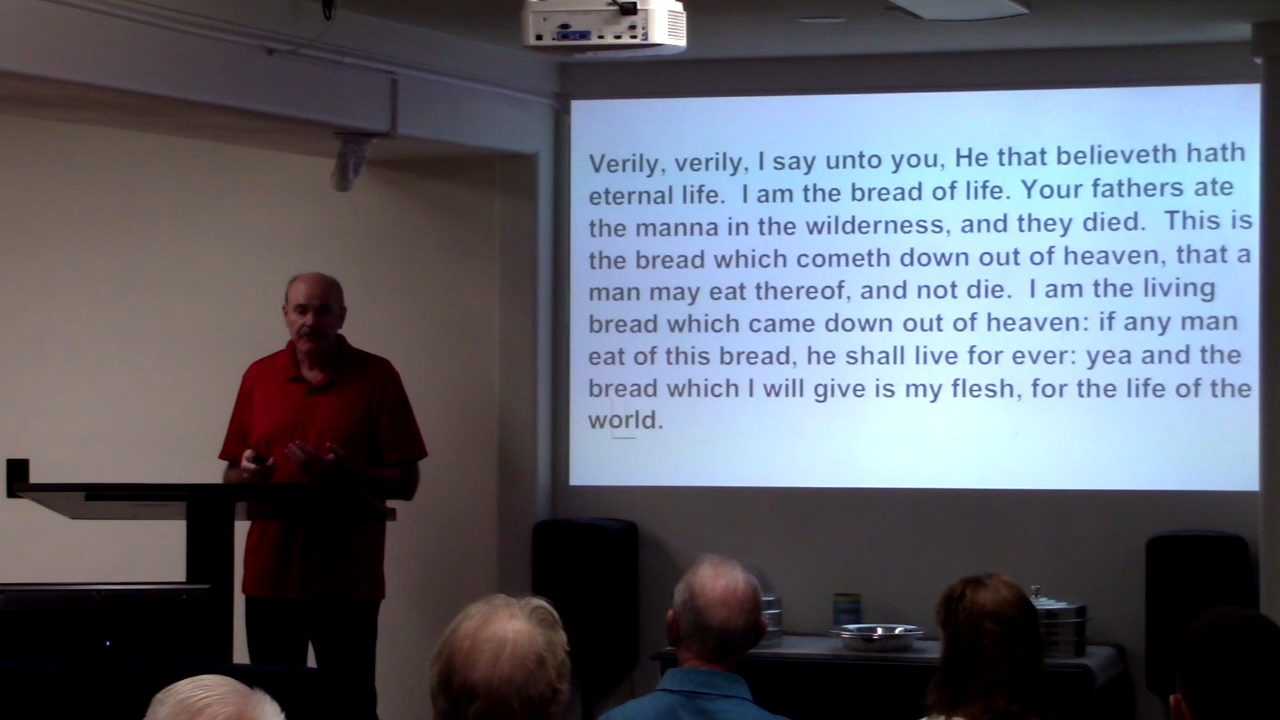 Verily, verily, I say unto you, He that believeth hath
eternal life.  I am the bread of life. Your fathers ate
the manna in the wilderness, and they died.  This is
the bread which cometh down out of heaven, that a
man may eat thereof, and not die.  I am the living
bread which came down out of heaven: if any man
eat of this bread, he shall live for ever: yea and the
bread which I will give is my flesh, for the life of the
world.